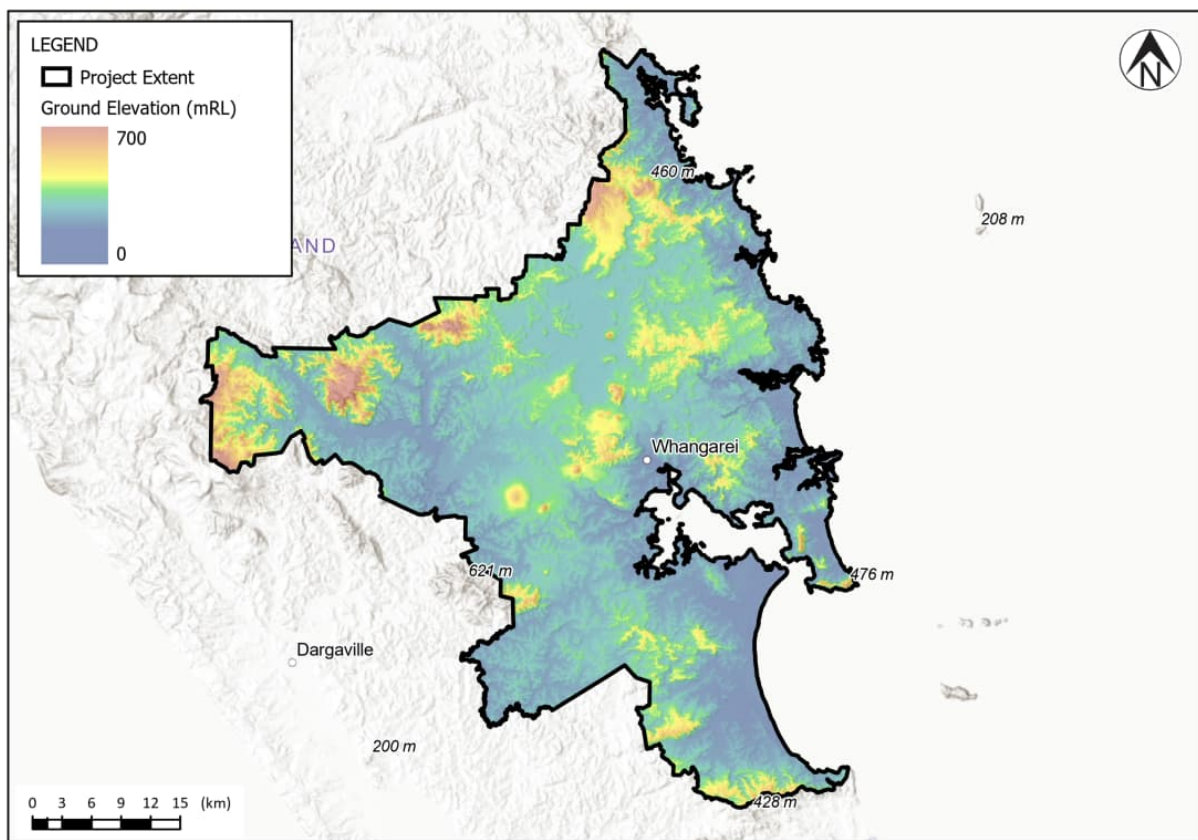 LEGEND
Project Extent
Ground Elevation (mRL)
700
0
N
AND
460 m
208 m
Whangarei
621 m
476 m
Dargaville
200 m
428 m
0 3 6 9 12 15 (km)